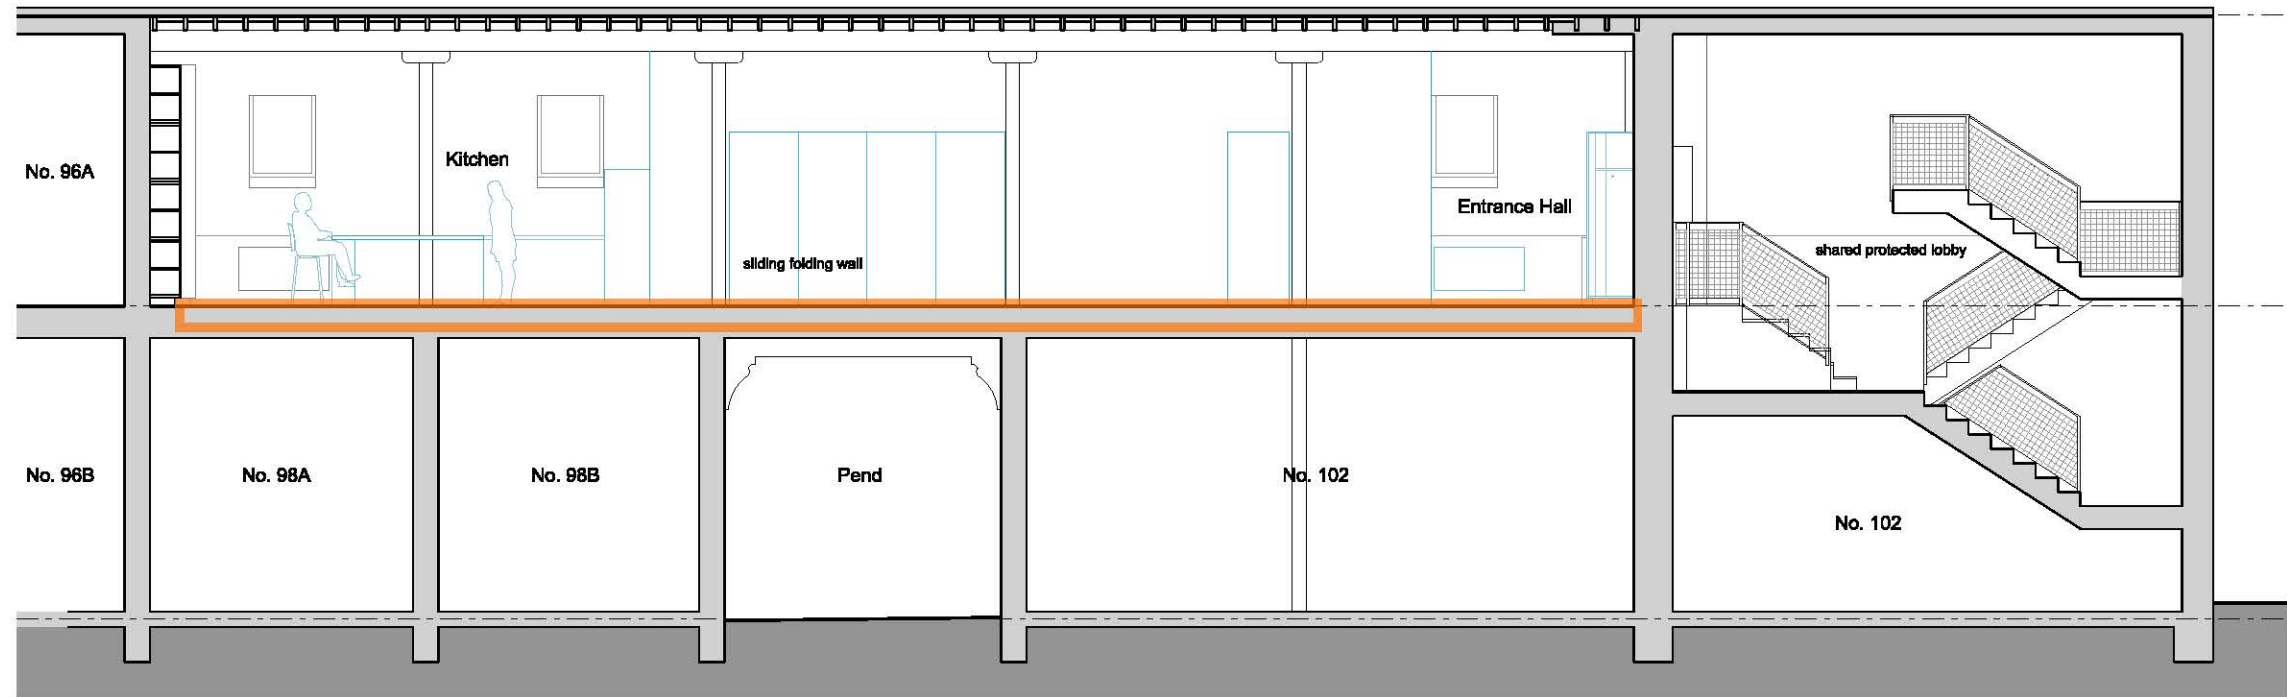 No. 96A
Kitchen
sliding folding wall
Entrance Hall
shared protected lobby
No. 96B
No. 98A
No. 98B
Pend
No. 102
No. 102